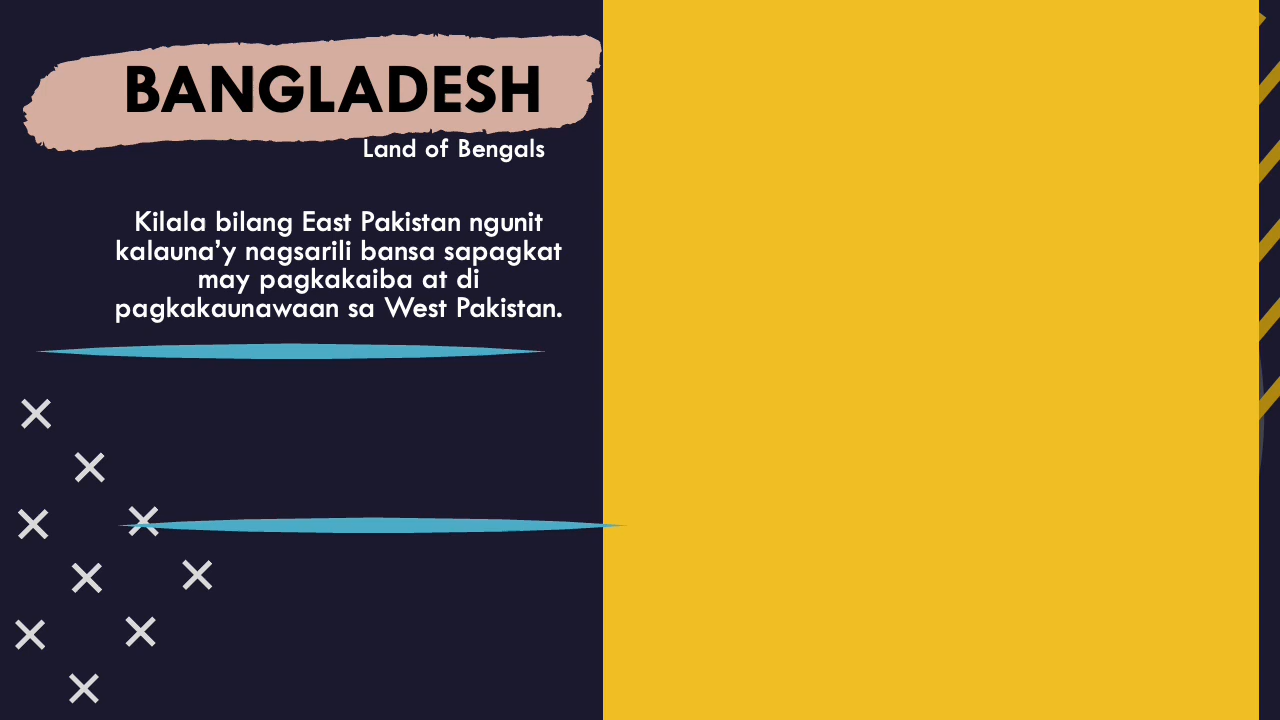 BANGLADESH
Land of Bengals
Kilala bilang East Pakistan ngunit
kalauna’y nagsarili bansa sapagkat
may pagkakaiba at di
pagkakaunawaan sa West Pakistan.